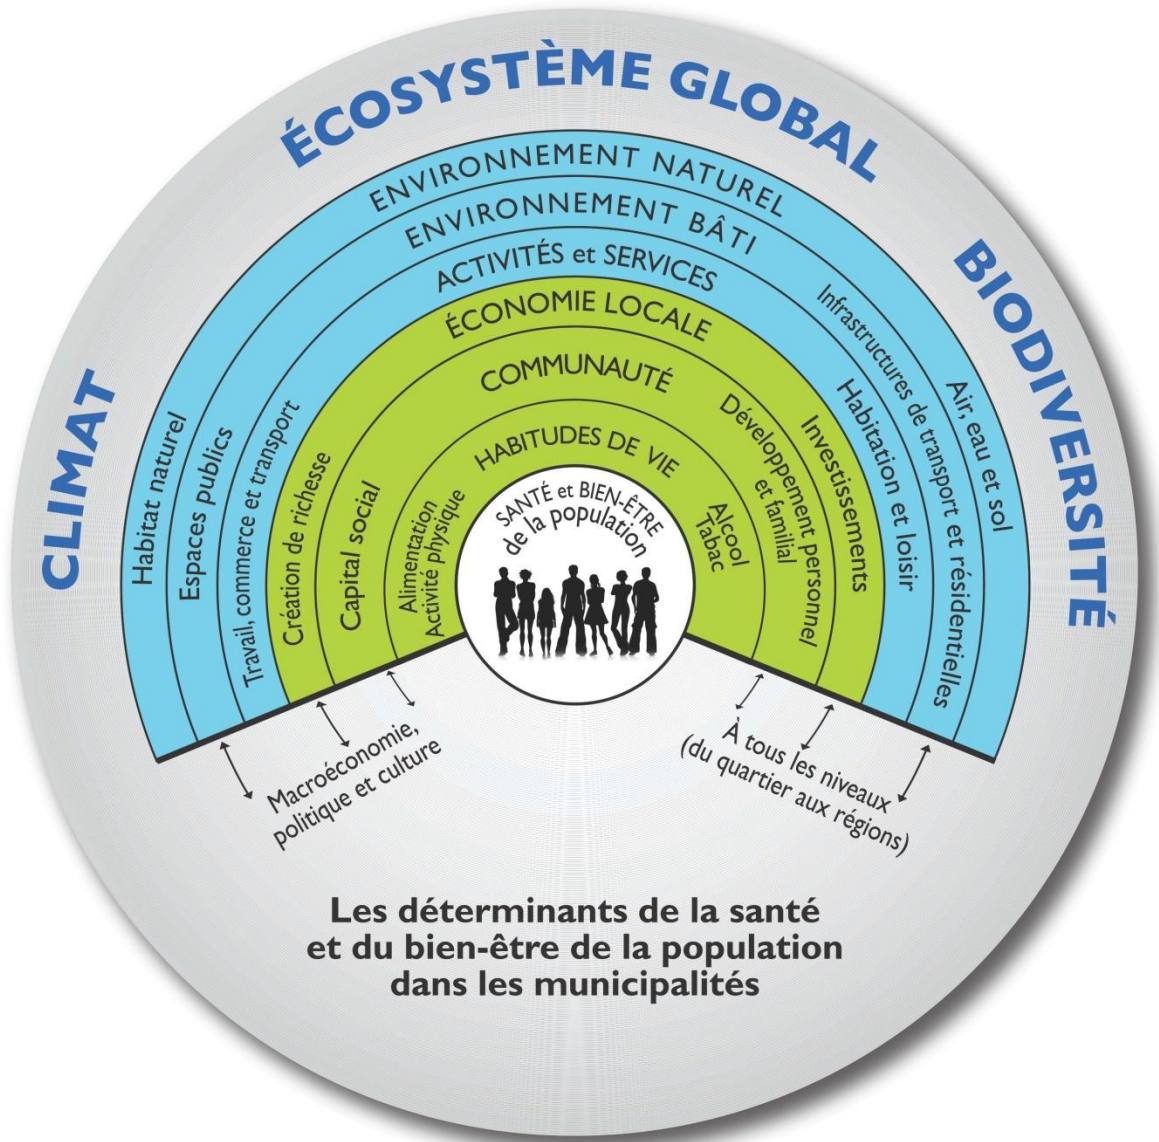 ÉCOSYSTÈME GLOBAL
CLIMAT
BIODIVERSITÉ
ENVIRONNEMENT NATUREL
Habitat naturel
Air, eau et sol
ENVIRONNEMENT BÂTI
Espaces publics
Infrastructures de transport et résidentielles
ACTIVITÉS et SERVICES
Travail, commerce et transport
Habitation et loisir
ÉCONOMIE LOCALE
Création de richesse
Investissements
COMMUNAUTÉ
Capital social
Développement personnel
et familial
HABITUDES DE VIE
Alimentation
Activité physique
Alcool
Tabac
SANTÉ et BIEN-ÊTRE
de la population
Macroéconomie,
politique et culture
À tous les niveaux
(du quartier aux régions)
Les déterminants de la santé
et du bien-être de la population
dans les municipalités